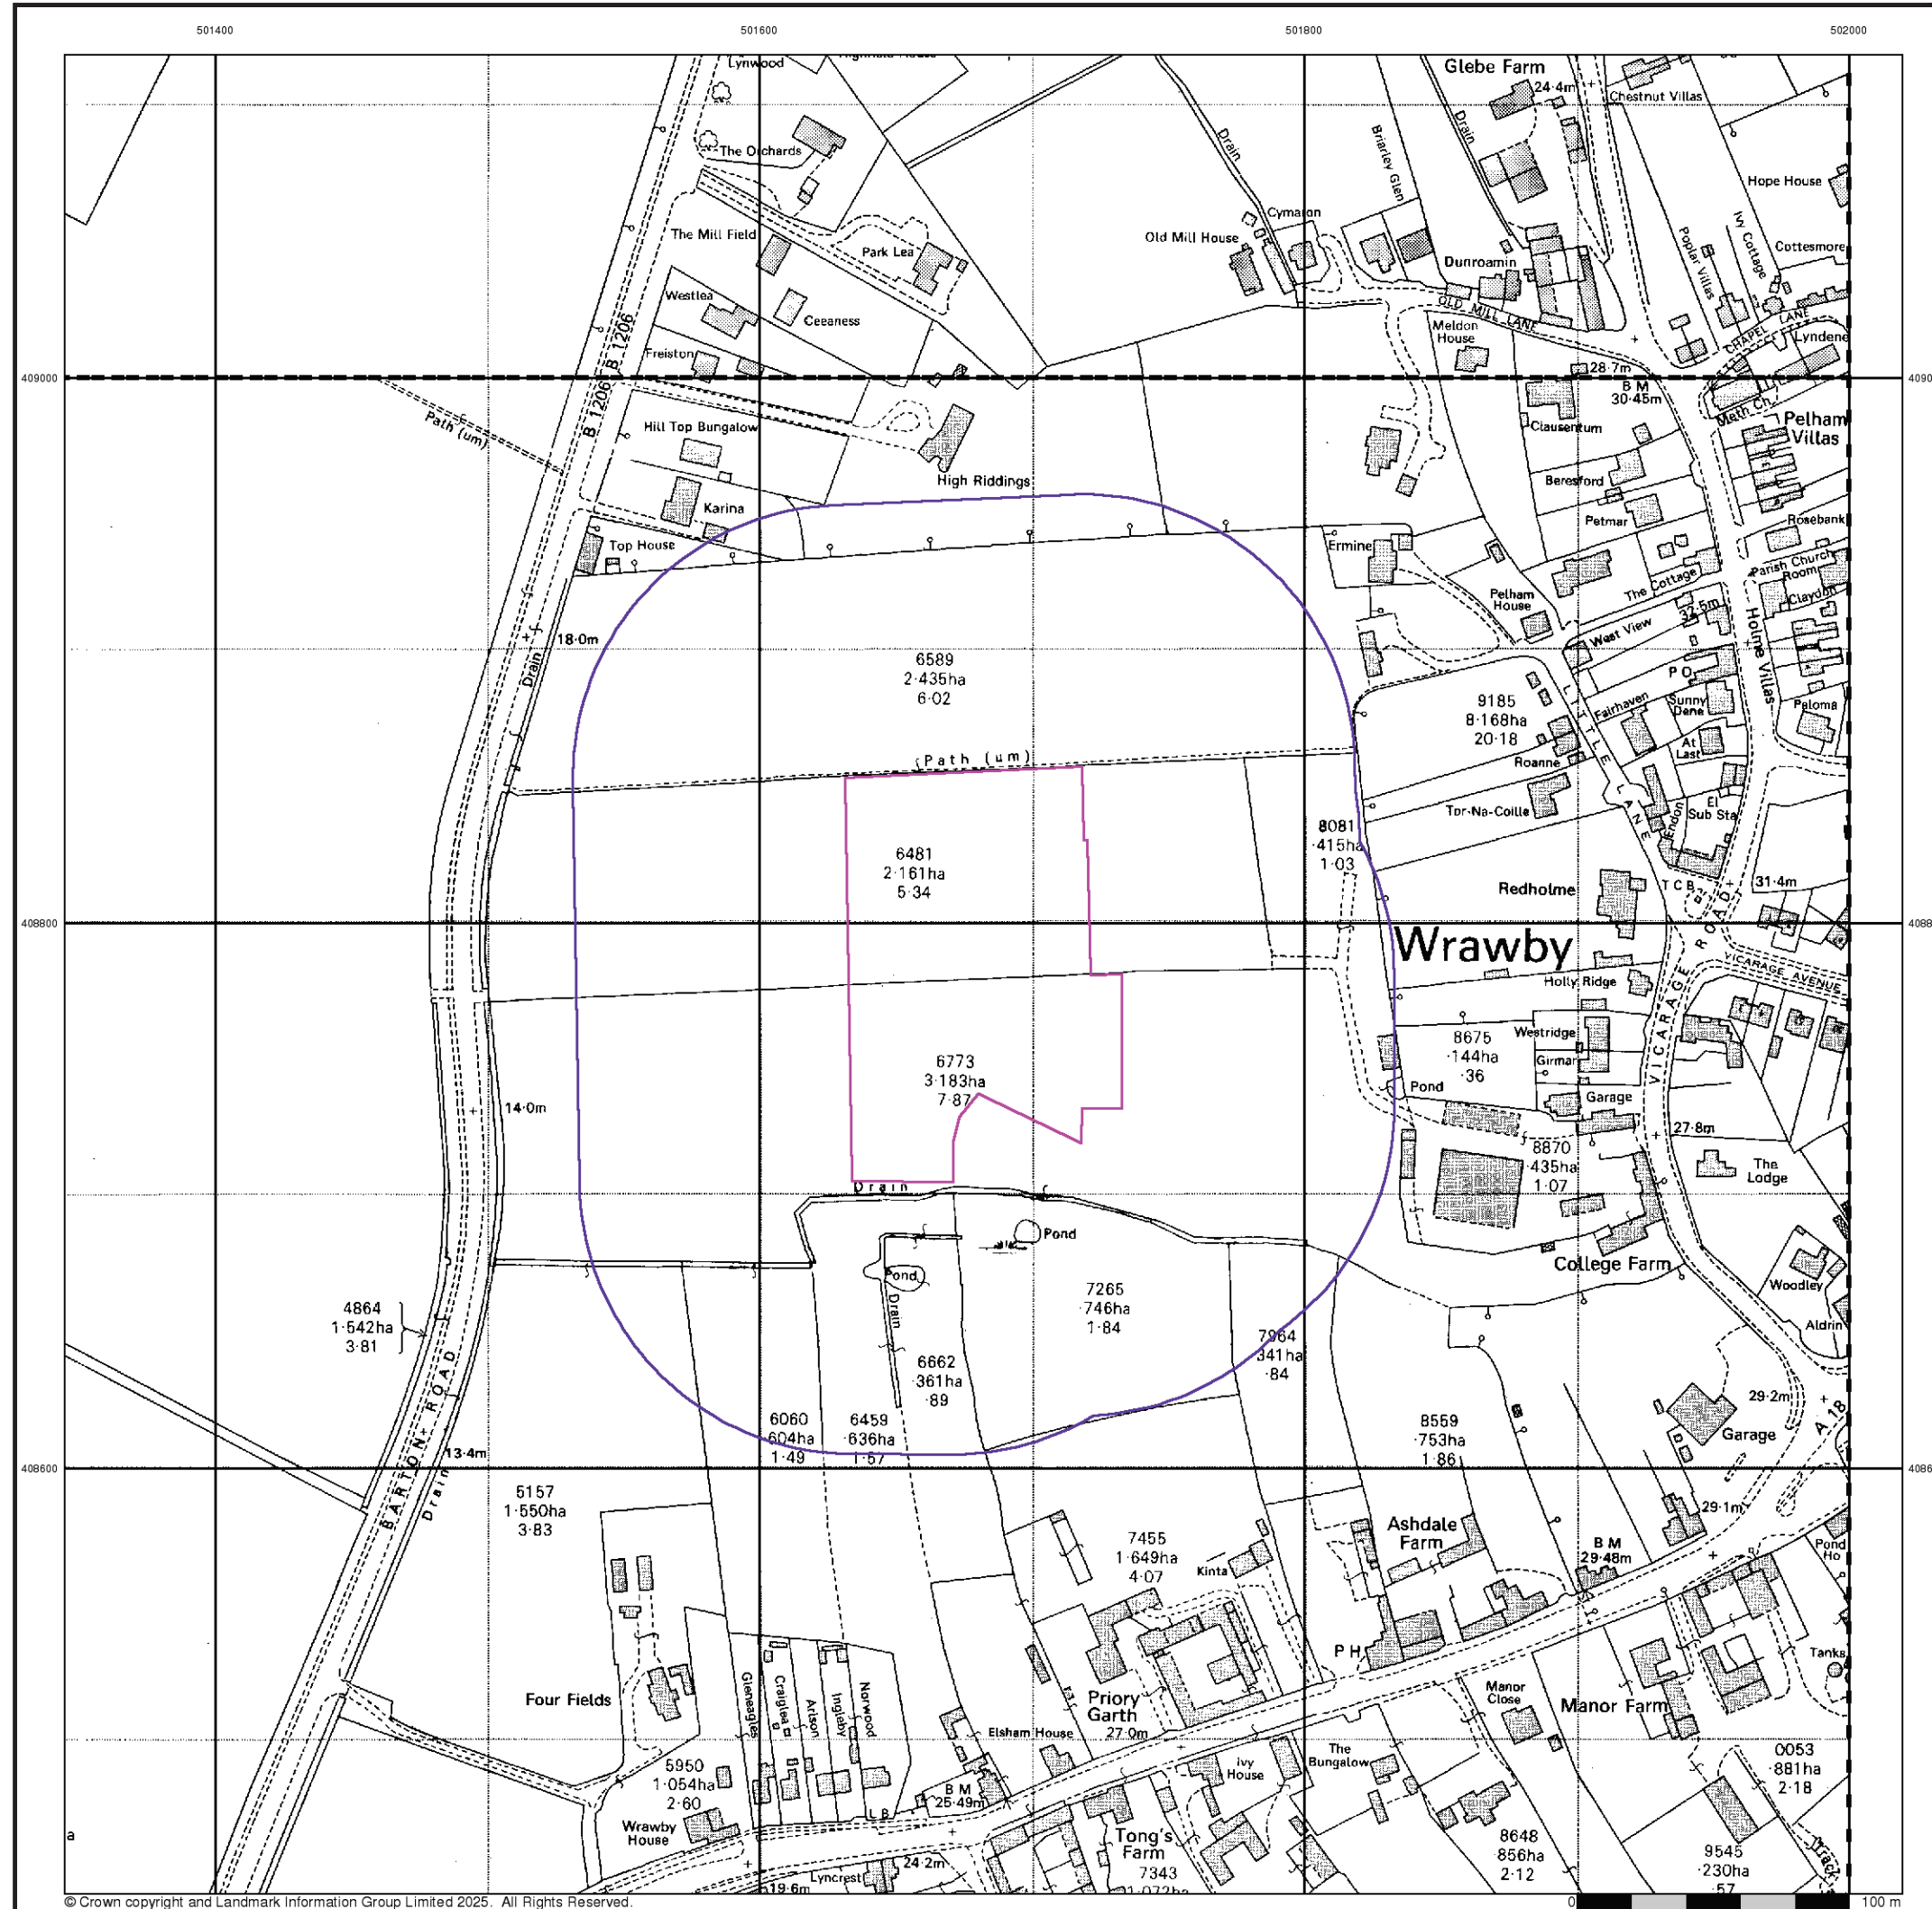 501400
501600
501800
502000
Lynwood
Glebe Farm
24·4m
Chestnut Villas
The Orchards
Drain
Briarley Glen
Drain
Hope House
Cymaron
Ivy Cottage
The Mill Field
Park Lea
Old Mill House
Poplar Villas
Cottesmore
Dunroamin
Westlea
OLD MILL LANE
Ceeaness
CHAPEL LANE
Meldon
House
Lyndene
B 1206
Freiston
28·7m
409000
4090
B 1206
B M
30·45m
Meth Ch
Path (um)
Hill Top Bungalow
Clausentum
Pelham
Villas
High Riddings
Beresford
Karina
Petmar
Rosebank
Top House
Ermine
Parish Church
Room
The Cottage
Claydon
Pelham
House
32·5m
Holme Villas
West View
18·0m
Drain
6589
2·435ha
6·02
P O
9185
8·168ha
20·18
LITTLE LANE
Fairhaven
Sunny
Dene
Paloma
At
Last
Path (um)
Roanne
Tor-Na-Coille
El
Sub Sta
Endon
8081
·415ha
1·03
6481
2·161ha
5·34
Redholme
T C B
31·4m
408800
4088
Wrawby
VICARAGE ROAD
VICARAGE AVENUE
Holly Ridge
Westridge
8675
·144ha
·36
Girmar
6773
3·183ha
7·87
Pond
Garage
14·0m
27·8m
8870
·435ha
1·07
The
Lodge
Drain
Pond
College Farm
Pond
Woodley
Drain
7265
·746ha
1·84
4864
1·542ha
3·81
Aldrin
7964
·341ha
·84
6662
·361ha
·89
29·2m
BARTON ROAD
6060
·604ha
1·49
6459
·636ha
1·57
8559
·753ha
1·86
A 18
Garage
13·4m
408600
4086
Drain
5157
1·550ha
3·83
29·1m
7455
1·649ha
4·07
Ashdale
Farm
B M
29·48m
Pond
Ho
Kinta
P H
Tanks
Four Fields
Gleneagles
Craiglea
Arlson
Ingleby
Norwood
Priory
Garth
Manor
Close
Manor Farm
Elsham House
27·0m
5950
1·054ha
2·60
Ivy
House
The
Bungalow
0053
·881ha
2·18
B M
25·49m
L B
Wrawby
House
a
Tong's
Farm
8648
·856ha
2·12
9545
·230ha
·57
Track
7343
1·072ha
24·2m
Lyncrest
19·6m
© Crown copyright and Landmark Information Group Limited 2025. All Rights Reserved.
0
100 m